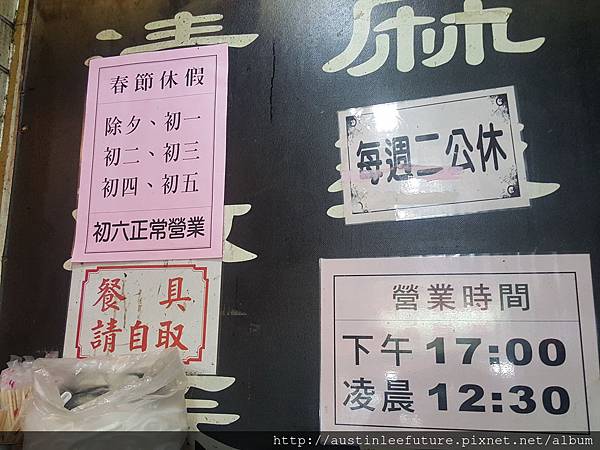 春節休假
除夕、初一
初二、初三
初四、初五
初六正常營業
餐具
請自取
每週二公休
營業時間
下午 17:00
凌晨 12:30
http://austinleefuture.pixnet.net/album